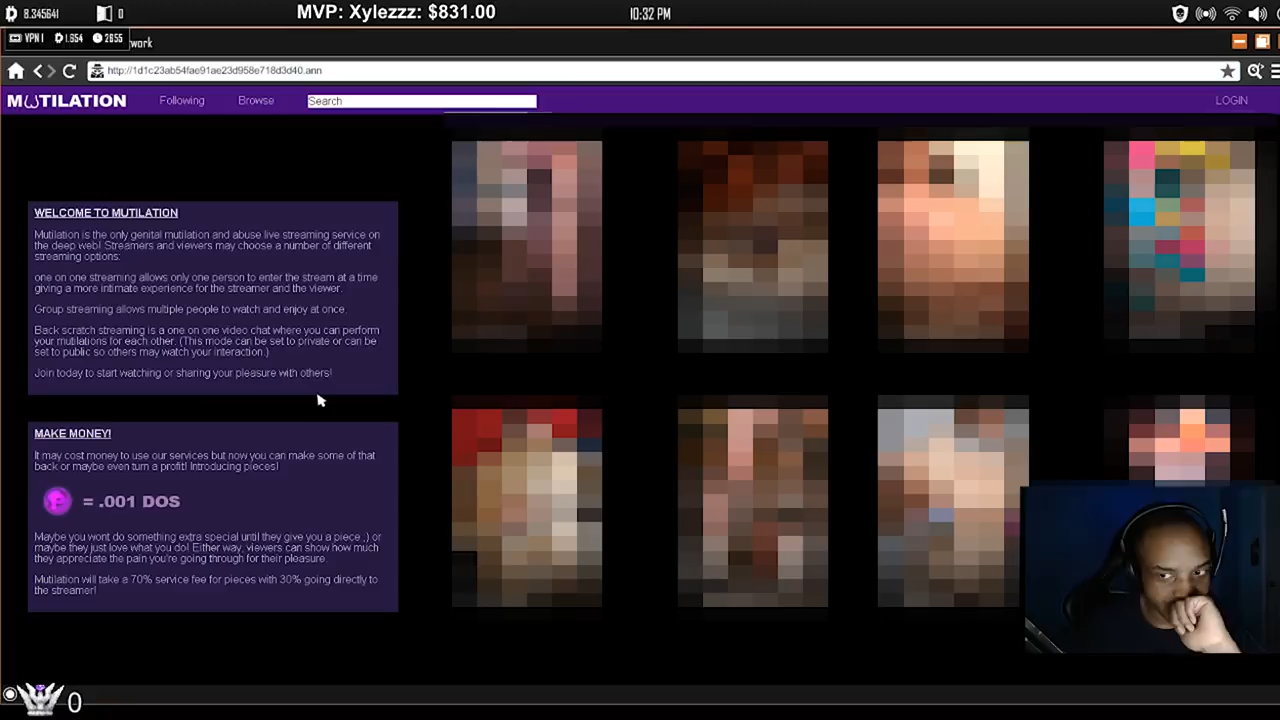 8.345641
0
MVP: Xylezzz: $831.00
10:32 PM
VPN 1
1.654
2655
work
http://1d1c23ab54fae91ae23d958e718d3d40.ann
MUTILATION
Following
Browse
Search
LOGIN
WELCOME TO MUTILATION
Mutilation is the only genital mutilation and abuse live streaming service on
the deep web! Streamers and viewers may choose a number of different
streaming options:
one on one streaming allows only one person to enter the stream at a time
giving a more intimate experience for the streamer and the viewer.
Group streaming allows multiple people to watch and enjoy at once.
Back scratch streaming is a one on one video chat where you can perform
your mutilations for each other. (This mode can be set to private or can be
set to public so others may watch your interaction.)
Join today to start watching or sharing your pleasure with others!
MAKE MONEY!
It may cost money to use our services but now you can make some of that
back or maybe even turn a profit! Introducing pieces!
P = .001 DOS
Maybe you wont do something extra special until they give you a piece ;) or
maybe they just love what you do! Either way, viewers can show how much
they appreciate the pain you're going through for their pleasure.
Mutilation will take a 70% service fee for pieces with 30% going directly to
the streamer!
0